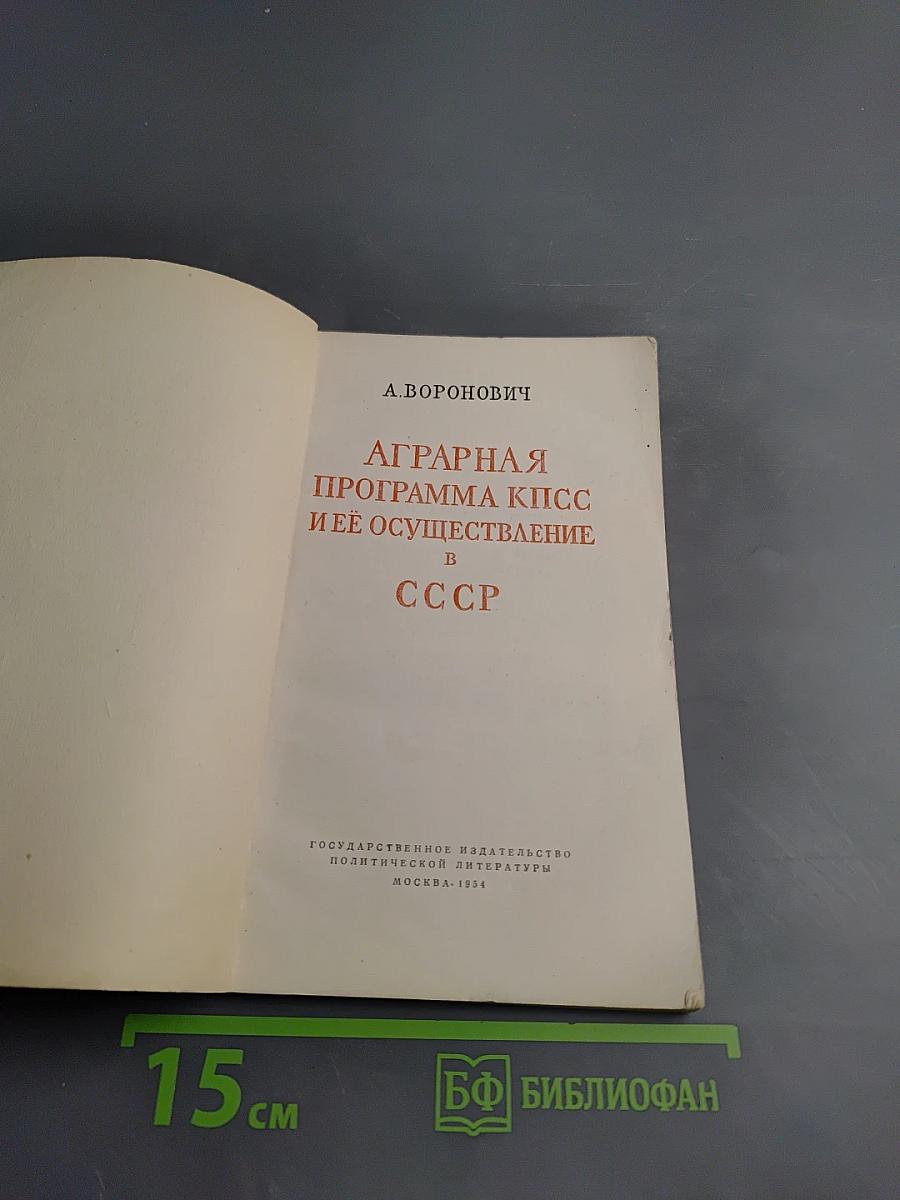 А. ВОРОНОВИЧ
АГРАРНАЯ
ПРОГРАММА КПСС
И ЕЁ ОСУЩЕСТВЛЕНИЕ
В
СССР
ГОСУДАРСТВЕННОЕ ИЗДАТЕЛЬСТВО
ПОЛИТИЧЕСКОЙ ЛИТЕРАТУРЫ
МОСКВА · 1954
15 см
БФ БИБЛИОФАН